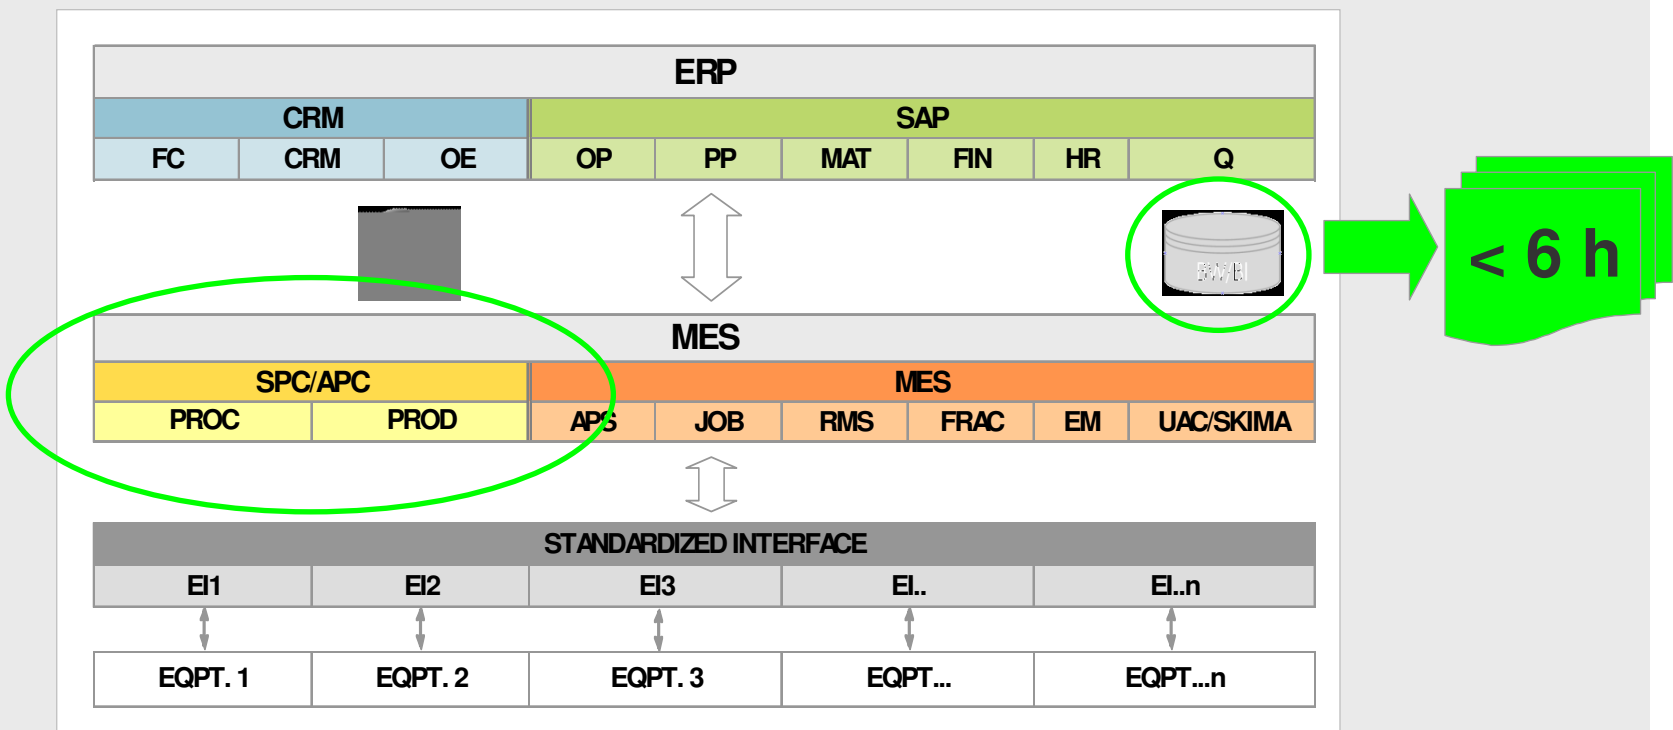 ERP
CRM SAP
FC CRM OE OP PP MAT FIN HR Q
BW/BI
< 6 h
MES
SPC/APC MES
PROC PROD APS JOB RMS FRAC EM UAC/SKIMA
STANDARDIZED INTERFACE
EI1 EI2 EI3 EI.. EI..n
EQPT. 1 EQPT. 2 EQPT. 3 EQPT... EQPT...n